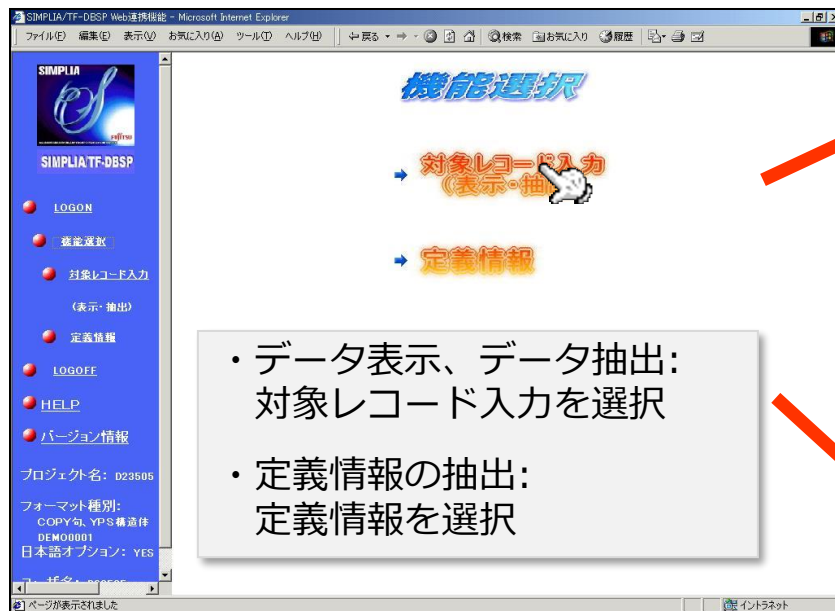 SIMPLIA/TF-DBSP Web連携機能 - Microsoft Internet Explorer
ファイル(F) 編集(E) 表示(V) お気に入り(A) ツール(T) ヘルプ(H) 戻る 検索 お気に入り 履歴
SIMPLIA
FUJITSU
SIMPLIA/TF-DBSP
LOGON
機能選択
対象レコード入力
(表示・抽出)
定義情報
LOGOFF
HELP
バージョン情報
プロジェクト名: D23505
フォーマット種別:
COPY句、YPS構造体
DEMO0001
日本語オプション: YES
機能選択
対象レコード入力
(表示・抽
定義情報
・データ表示、データ抽出:
対象レコード入力を選択
・定義情報の抽出:
定義情報を選択
ページが表示されました
イントラネット